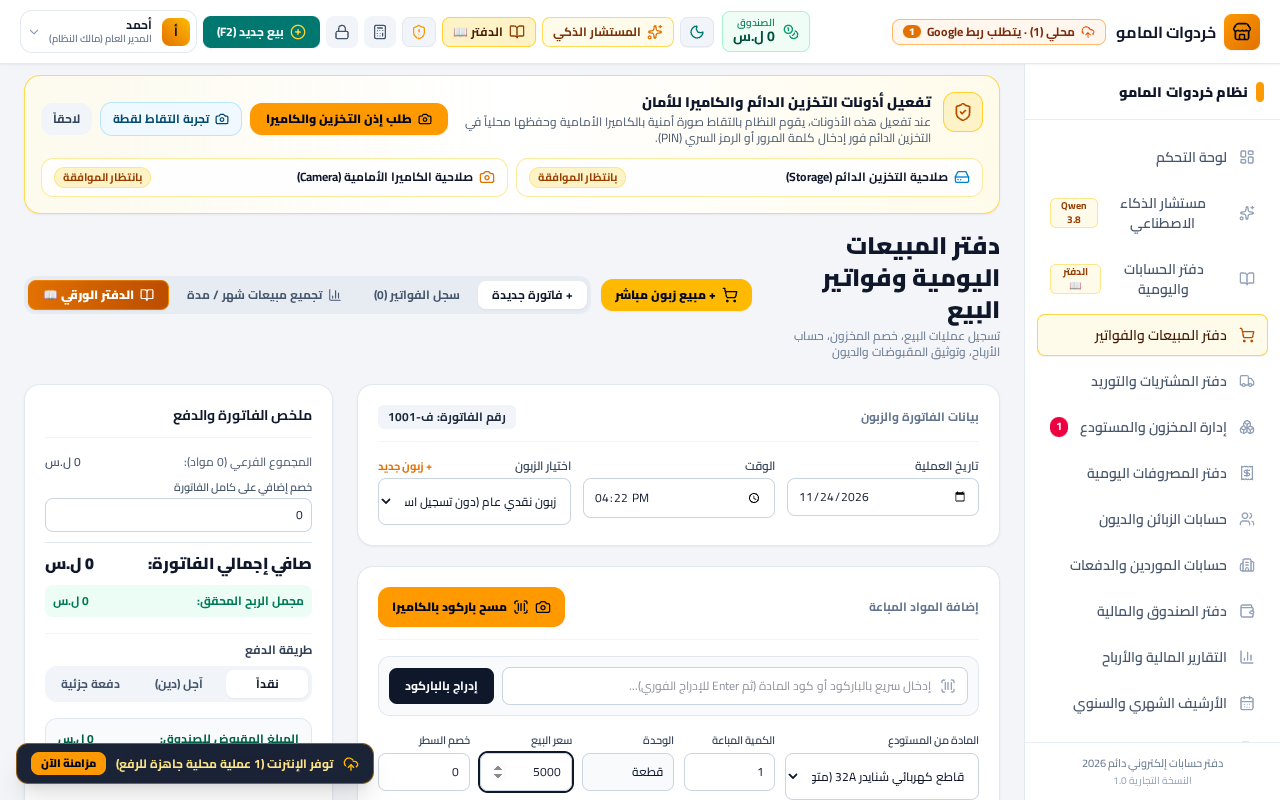 خردوات المامو
محلي (1) · يتطلب ربط Google
1
الصندوق
0 ل.س
المستشار الذكي
الدفتر 📖
بيع جديد (F2)
أ
أحمد
المدير العام (مالك النظام)
نظام خردوات المامو
لوحة التحكم
مستشار الذكاء
الاصطناعي
Qwen
3.8
دفتر الحسابات
واليومية
الدفتر
📖
دفتر المبيعات والفواتير
دفتر المشتريات والتوريد
إدارة المخزون والمستودع
1
دفتر المصروفات اليومية
حسابات الزبائن والديون
حسابات الموردين والدفعات
دفتر الصندوق والمالية
التقارير المالية والأرباح
الأرشيف الشهري والسنوي
دفتر حسابات إلكتروني دائم 2026
النسخة التجارية 1.0
تفعيل أذونات التخزين الدائم والكاميرا للأمان
عند تفعيل هذه الأذونات، يقوم النظام بالتقاط صورة أمنية بالكاميرا الأمامية وحفظها محلياً في
التخزين الدائم فور إدخال كلمة المرور أو الرمز السري (PIN).
طلب إذن التخزين والكاميرا
تجربة التقاط لقطة
لاحقاً
صلاحية التخزين الدائم (Storage)
بانتظار الموافقة
صلاحية الكاميرا الأمامية (Camera)
بانتظار الموافقة
دفتر المبيعات
اليومية وفواتير
البيع
تسجيل عمليات البيع، خصم المخزون، حساب
الأرباح، وتوثيق المقبوضات والديون
+ مبيع زبون مباشر
+ فاتورة جديدة
سجل الفواتير (0)
تجميع مبيعات شهر / مدة
الدفتر الورقي 📖
بيانات الفاتورة والزبون
رقم الفاتورة: ف-1001
تاريخ العملية
11/24/2026
الوقت
04:22 PM
اختيار الزبون
+ زبون جديد
زبون نقدي عام (دون تسجيل اس
إضافة المواد المباعة
مسح باركود بالكاميرا
إدخال سريع بالباركود أو كود المادة (ثم Enter للإدراج الفوري)...
إدراج بالباركود
المادة من المستودع
قاطع كهربائي شنايدر 32A (متو
الكمية المباعة
1
الوحدة
قطعة
سعر البيع
5000
خصم السطر
0
ملخص الفاتورة والدفع
المجموع الفرعي (0 مواد):
0 ل.س
خصم إضافي على كامل الفاتورة
0
صافي إجمالي الفاتورة:
0 ل.س
مجمل الربح المحقق:
0 ل.س
طريقة الدفع
نقداً
آجل (دين)
دفعة جزئية
المبلغ المقبوض للصندوق:
0 ل.س
توفر الإنترنت (1 عملية محلية جاهزة للرفع)
مزامنة الآن